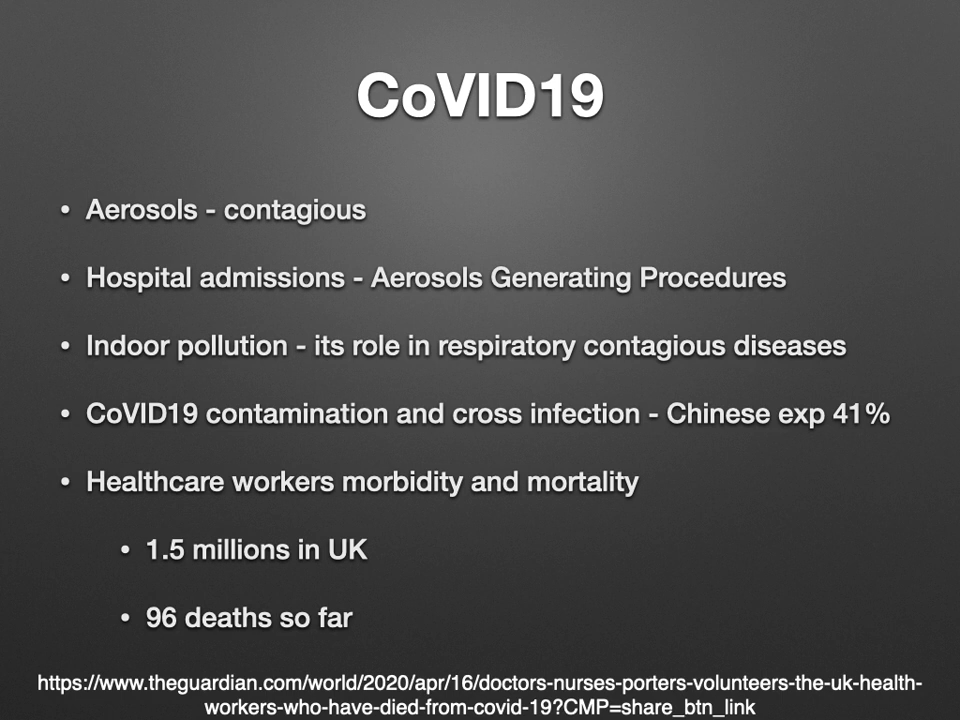 CoVID19
• Aerosols - contagious
• Hospital admissions - Aerosols Generating Procedures
• Indoor pollution - its role in respiratory contagious diseases
• CoVID19 contamination and cross infection - Chinese exp 41%
• Healthcare workers morbidity and mortality
• 1.5 millions in UK
• 96 deaths so far
https://www.theguardian.com/world/2020/apr/16/doctors-nurses-porters-volunteers-the-uk-health-
workers-who-have-died-from-covid-19?CMP=share_btn_link